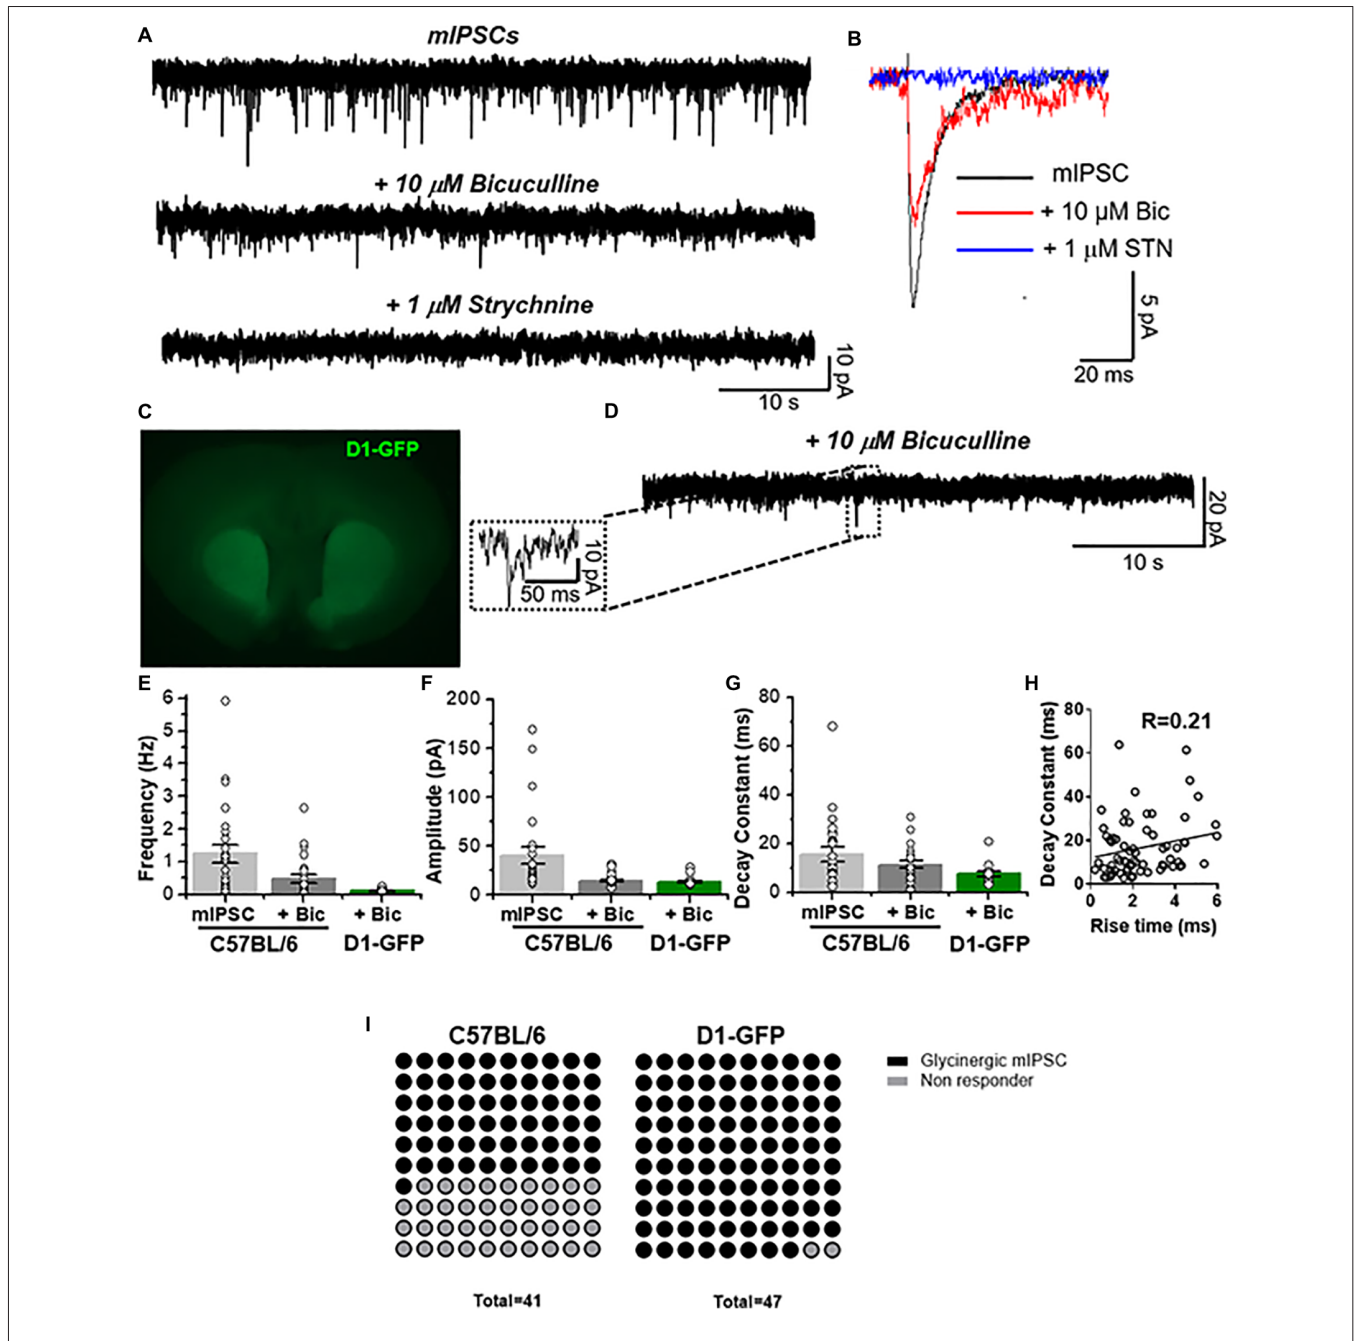 A
mIPSCs
+ 10 μM Bicuculline
+ 1 μM Strychnine
10 pA
10 s
B
mIPSC
+ 10 μM Bic
+ 1 μM STN
5 pA
20 ms
C
D1-GFP
D
+ 10 μM Bicuculline
20 pA
10 s
10 pA
50 ms
E
Frequency (Hz)
6
5
4
3
2
1
0
mIPSC + Bic + Bic
C57BL/6 D1-GFP
F
Amplitude (pA)
200
150
100
50
0
mIPSC + Bic + Bic
C57BL/6 D1-GFP
G
Decay Constant (ms)
80
60
40
20
0
mIPSC + Bic + Bic
C57BL/6 D1-GFP
H
Decay Constant (ms)
R=0.21
80
60
40
20
0
0 2 4 6
Rise time (ms)
I
C57BL/6 D1-GFP
Glycinergic mIPSC
Non responder
Total=41 Total=47